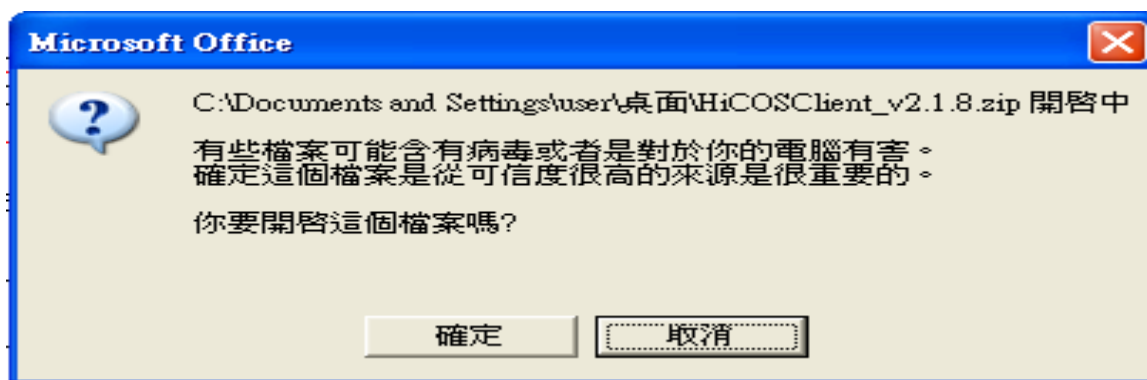 Microsoft Office
C:\Documents and Settings\user\桌面\HiCOSClient_v2.1.8.zip 開啓中
有些檔案可能含有病毒或者是對於你的電腦有害。
確定這個檔案是從可信度很高的來源是很重要的。
你要開啓這個檔案嗎?
確定
取消